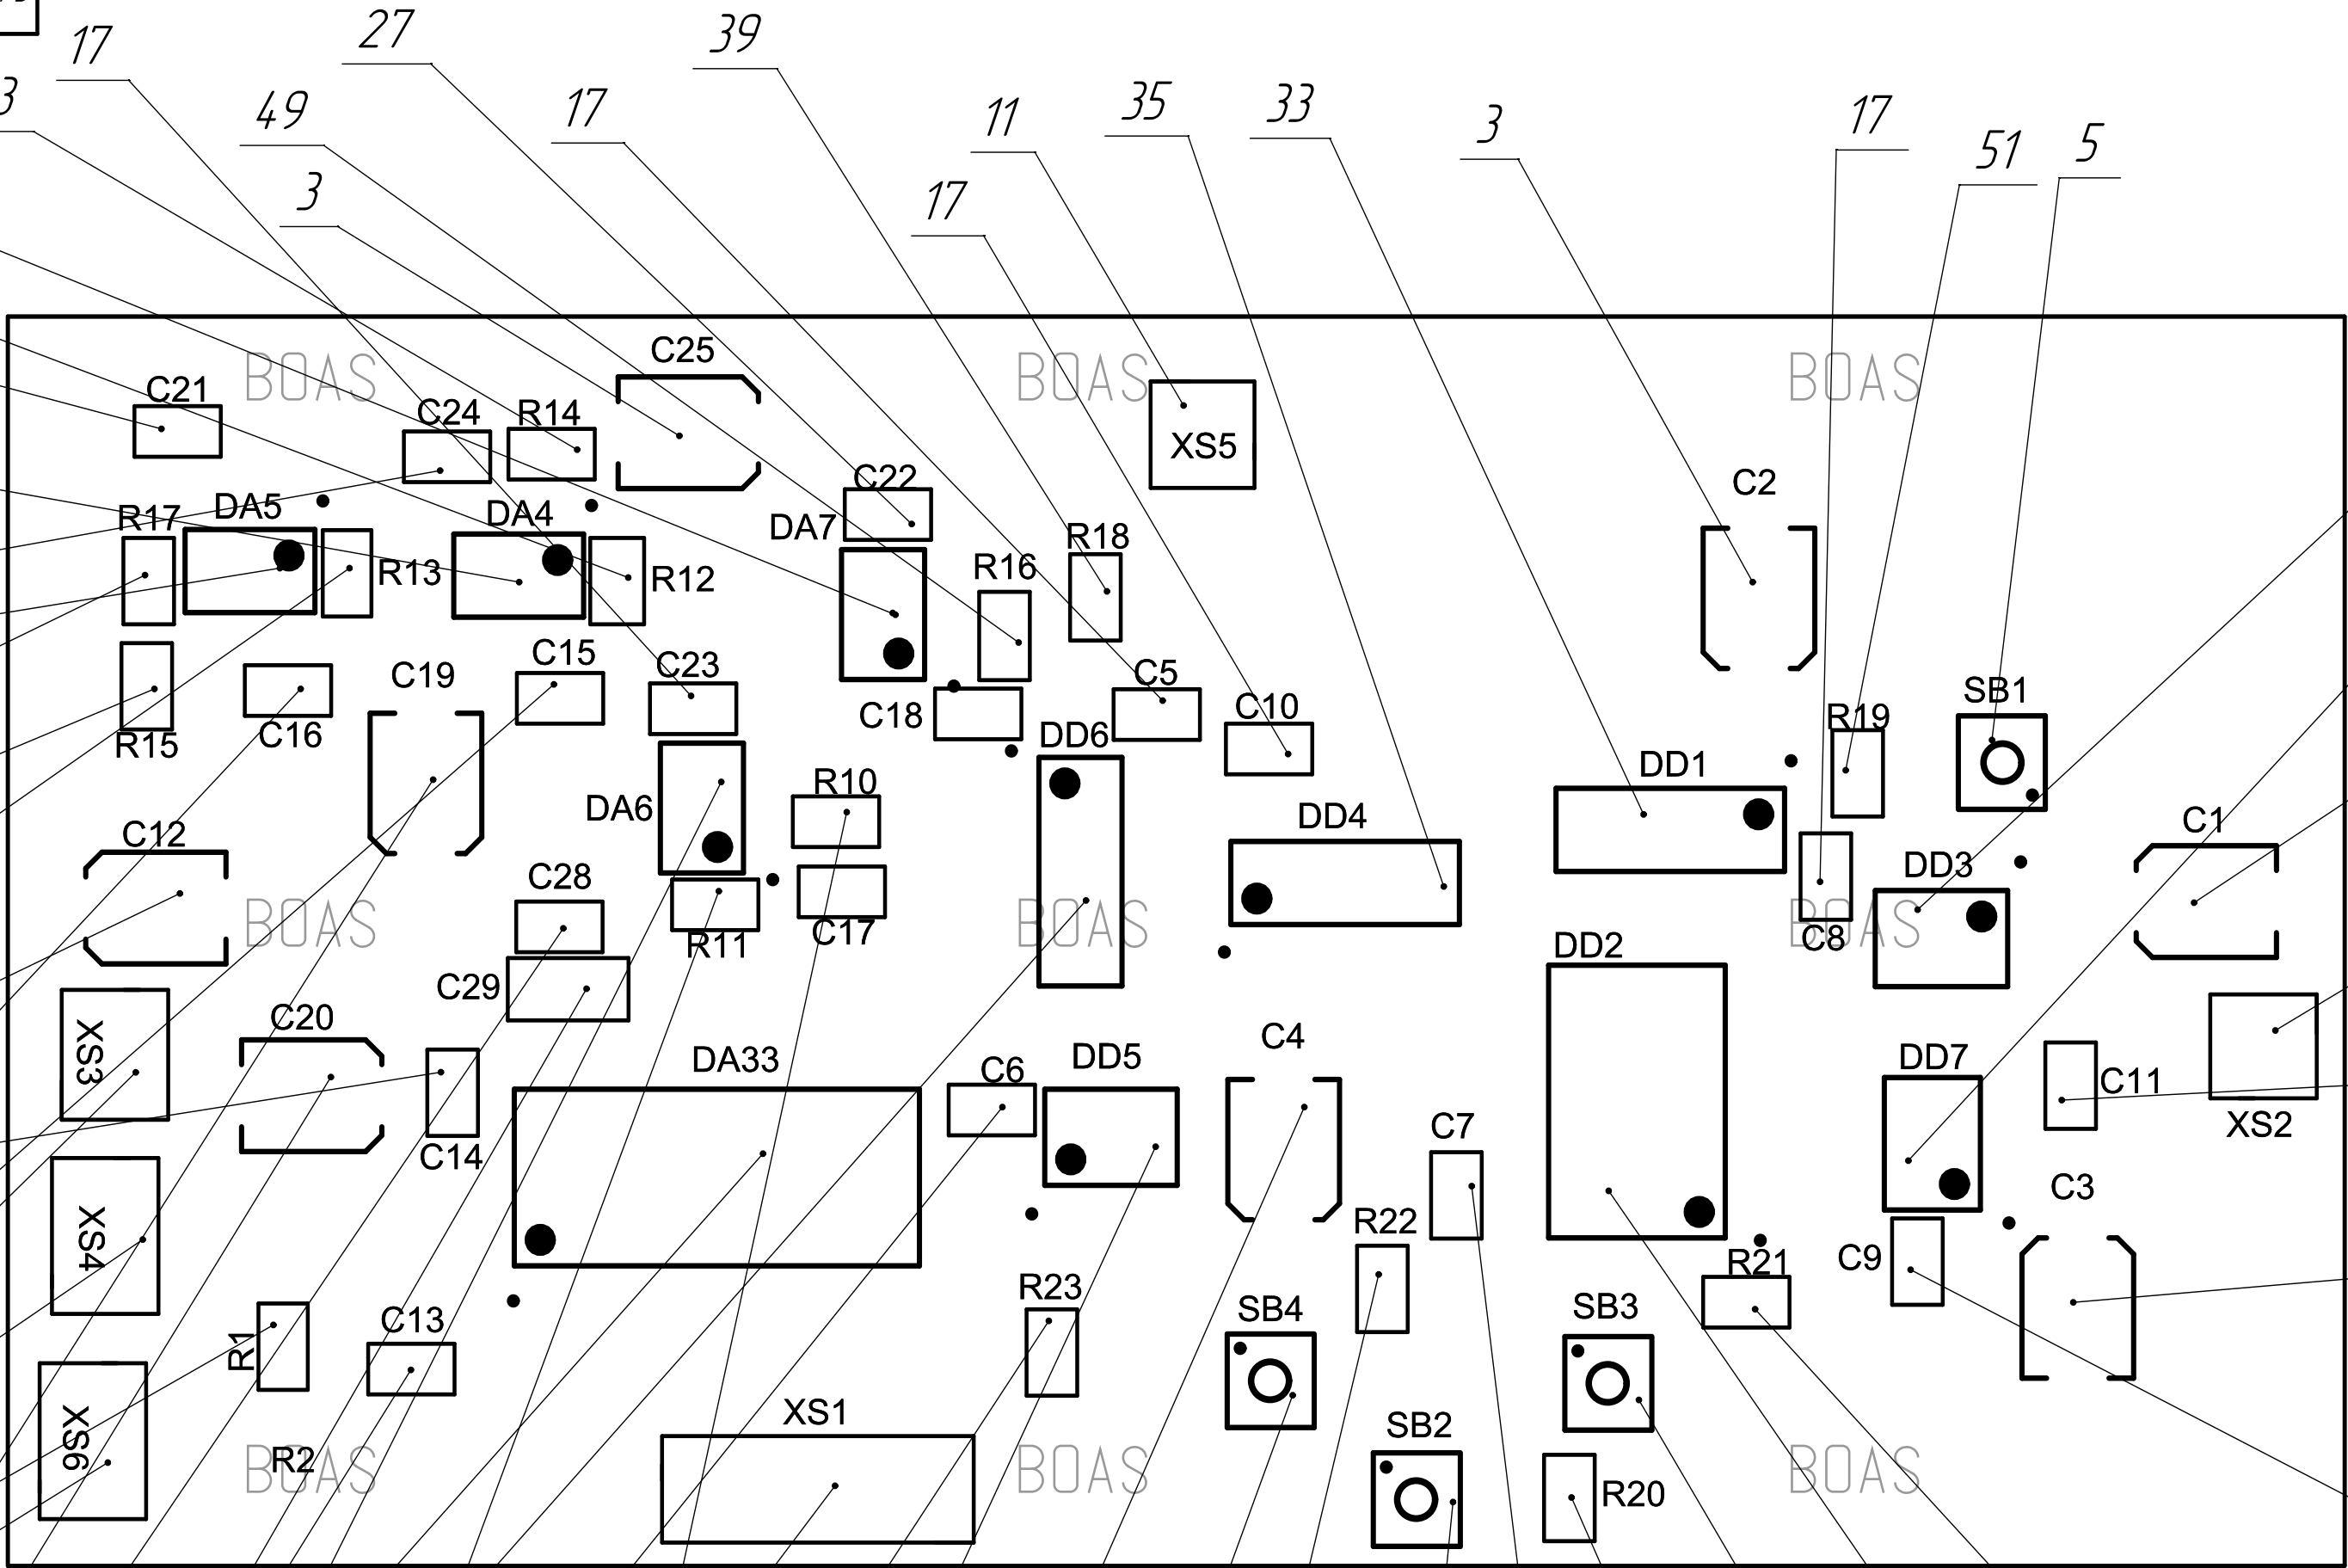 17
27
39
3
49
17
11
35
33
3
17
51
5
3
17
BOAS
C25
BOAS
BOAS
C21
C24
R14
XS5
C22
C2
R17
DA5
DA4
DA7
R18
R13
R12
R16
C19
C15
C23
C5
SB1
C18
C10
R19
R15
C16
DD6
DD1
R10
DA6
DD4
C12
C1
DD3
C28
BOAS
R11
C17
BOAS
C8
BOAS
DD2
C29
C20
XS3
DA33
C6
DD5
C4
DD7
C11
C14
C7
XS2
XS4
C3
R22
C9
R21
R23
R1
C13
SB4
SB3
XS1
XS6
R2
BOAS
BOAS
SB2
R20
BOAS